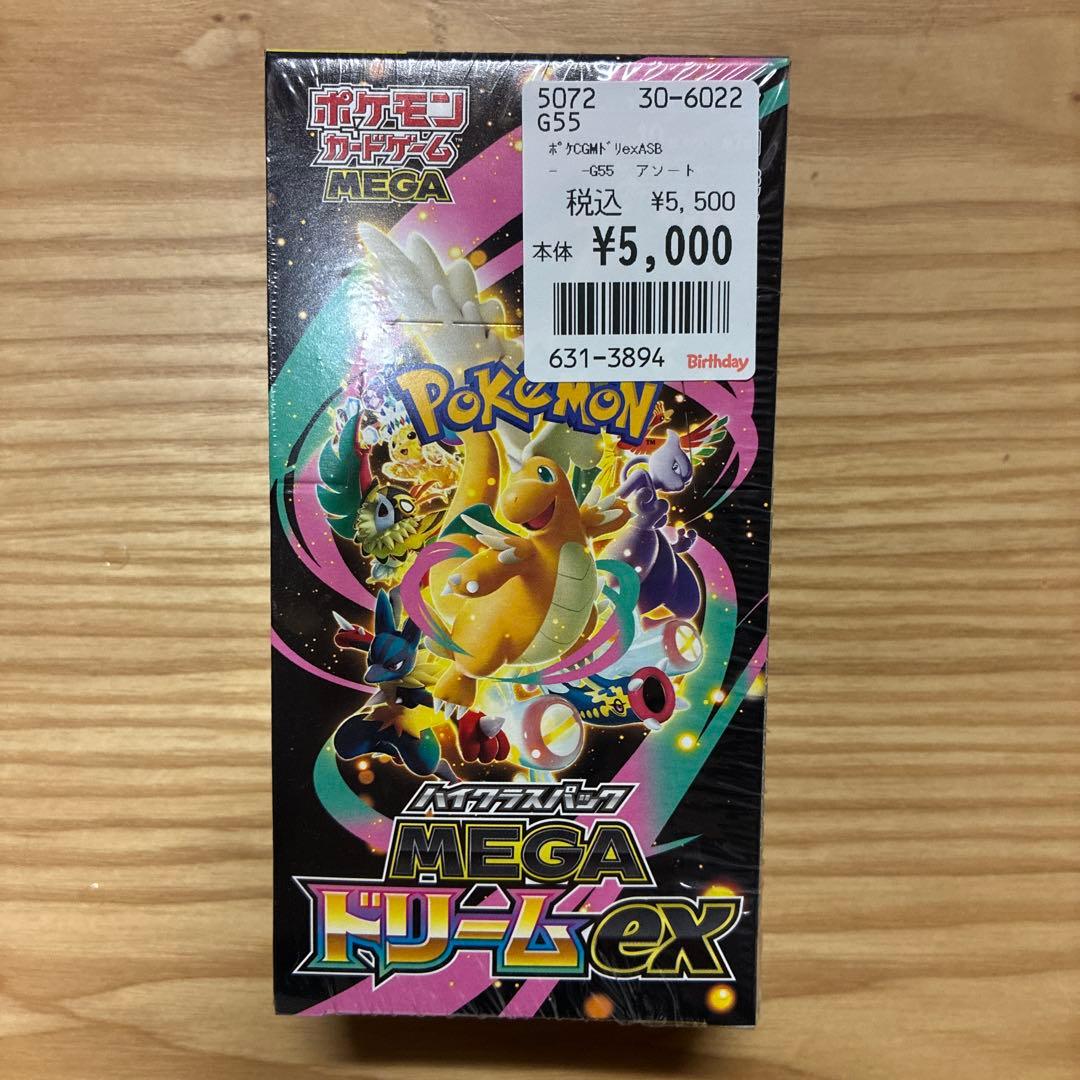 ポケモン
カードゲーム
MEGA
5072 30-6022
G55
ﾎﾟｹCGMﾄﾞﾘexASB
- -G55 アソート
税込 ¥5,500
本体 ¥5,000
631-3894 Birthday
POKéMON
TM
ハイクラスパック
MEGA
ドリームex